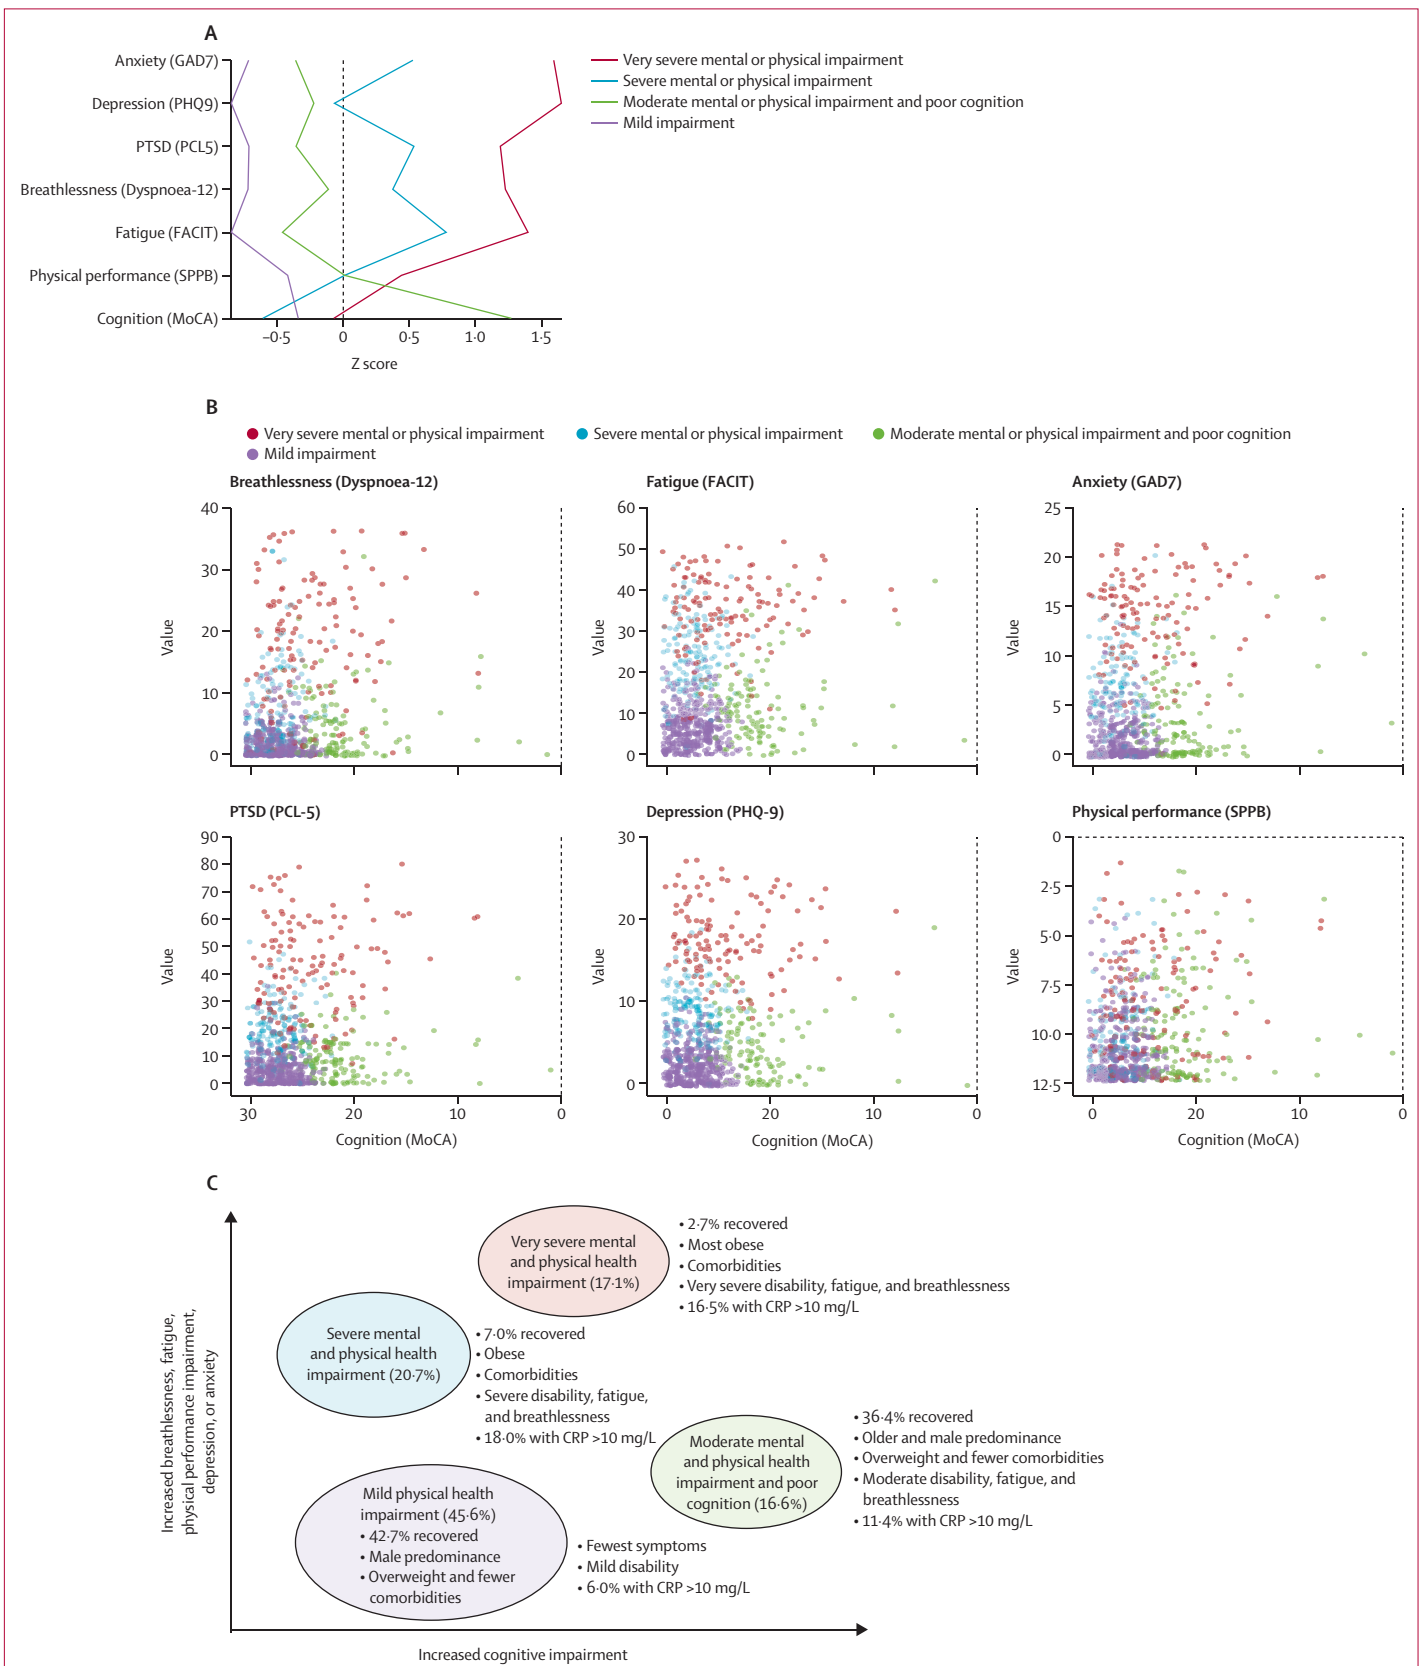 A
Anxiety (GAD7)
Depression (PHQ9)
PTSD (PCL5)
Breathlessness (Dyspnoea-12)
Fatigue (FACIT)
Physical performance (SPPB)
Cognition (MoCA)
–0·5 0 0·5 1·0 1·5
Z score
Very severe mental or physical impairment
Severe mental or physical impairment
Moderate mental or physical impairment and poor cognition
Mild impairment
B
Very severe mental or physical impairment Severe mental or physical impairment Moderate mental or physical impairment and poor cognition
Mild impairment
Breathlessness (Dyspnoea-12)
40
30
20
10
0
Value
Fatigue (FACIT)
60
50
40
30
20
10
0
Value
Anxiety (GAD7)
25
20
15
10
5
0
Value
PTSD (PCL-5)
90
80
70
60
50
40
30
20
10
0
Value
30 20 10 0
Cognition (MoCA)
Depression (PHQ-9)
30
20
10
0
Value
0 20 10 0
Cognition (MoCA)
Physical performance (SPPB)
0
2·5
5·0
7·5
10·0
12·5
Value
0 20 10 0
Cognition (MoCA)
C
Increased breathlessness, fatigue,
physical performance impairment,
depression, or anxiety
Very severe mental
and physical health
impairment (17·1%)
• 2·7% recovered
• Most obese
• Comorbidities
• Very severe disability, fatigue, and breathlessness
• 16·5% with CRP >10 mg/L
Severe mental
and physical health
impairment (20·7%)
• 7·0% recovered
• Obese
• Comorbidities
• Severe disability, fatigue,
and breathlessness
• 18·0% with CRP >10 mg/L
Moderate mental
and physical health
impairment and poor
cognition (16·6%)
• 36·4% recovered
• Older and male predominance
• Overweight and fewer comorbidities
• Moderate disability, fatigue, and
breathlessness
• 11·4% with CRP >10 mg/L
Mild physical health
impairment (45·6%)
• 42·7% recovered
• Male predominance
• Overweight and fewer
comorbidities
• Fewest symptoms
• Mild disability
• 6·0% with CRP >10 mg/L
Increased cognitive impairment